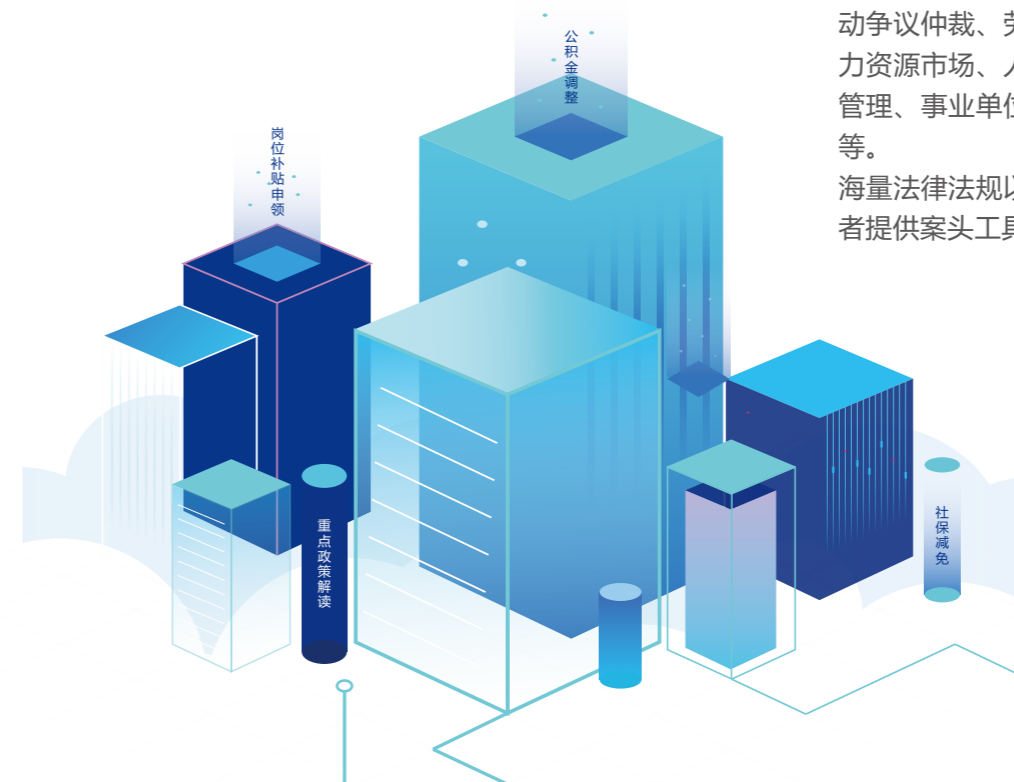 动争议仲裁、
力资源市场、
管理、事业单位
等。
海量法律法规以
者提供案头工具
公积金调整
岗位补贴申领
重点政策解读
社保减免